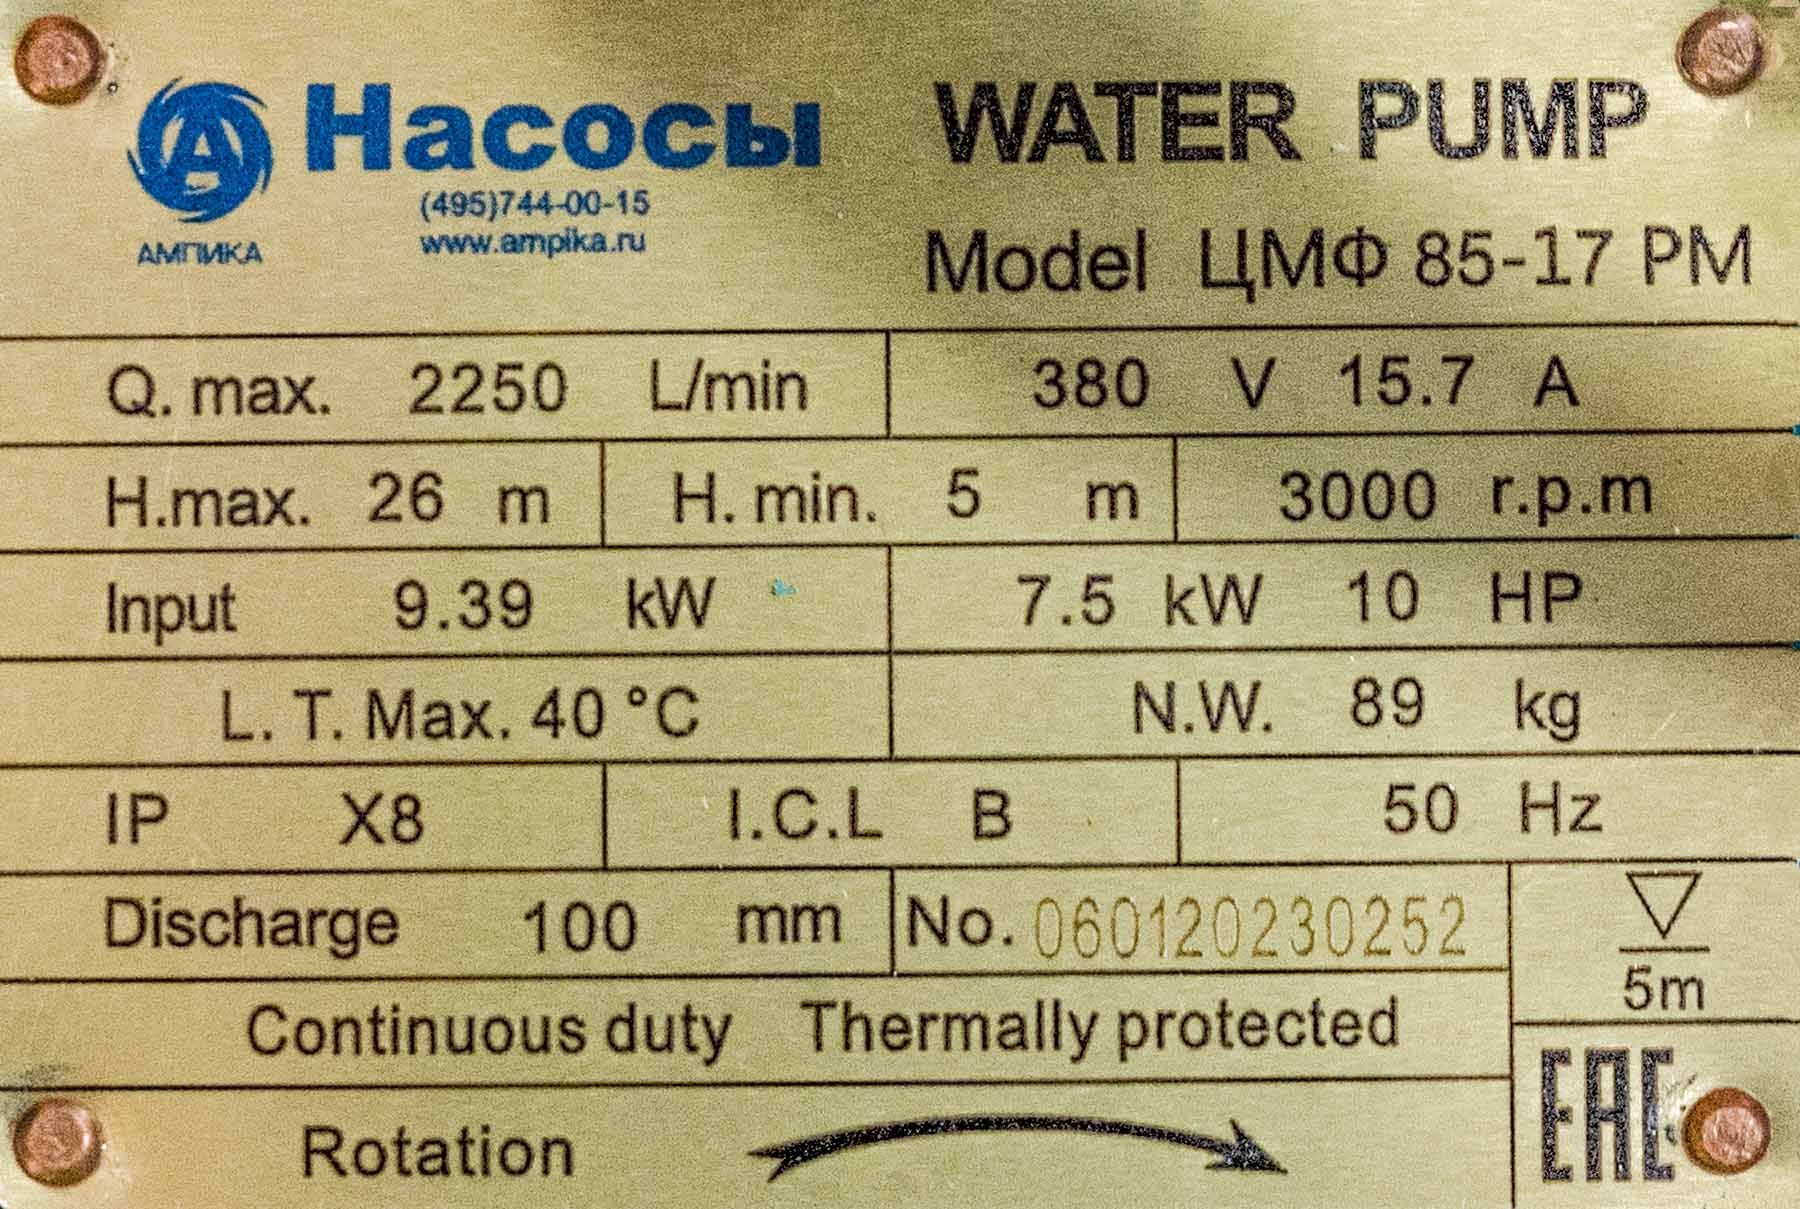 Насосы
(495)744-00-15
www.ampika.ru
АМПИКА
WATER PUMP
Model ЦМФ 85-17 РМ
Q. max. 2250 L/min 380 V 15.7 A
H.max. 26 m H. min. 5 m 3000 r.p.m
Input 9.39 kW 7.5 kW 10 HP
L. T. Max. 40 °C N.W. 89 kg
IP X8 I.C.L B 50 Hz
Discharge 100 mm No. 060120230252
5m
Continuous duty Thermally protected
Rotation
EAC